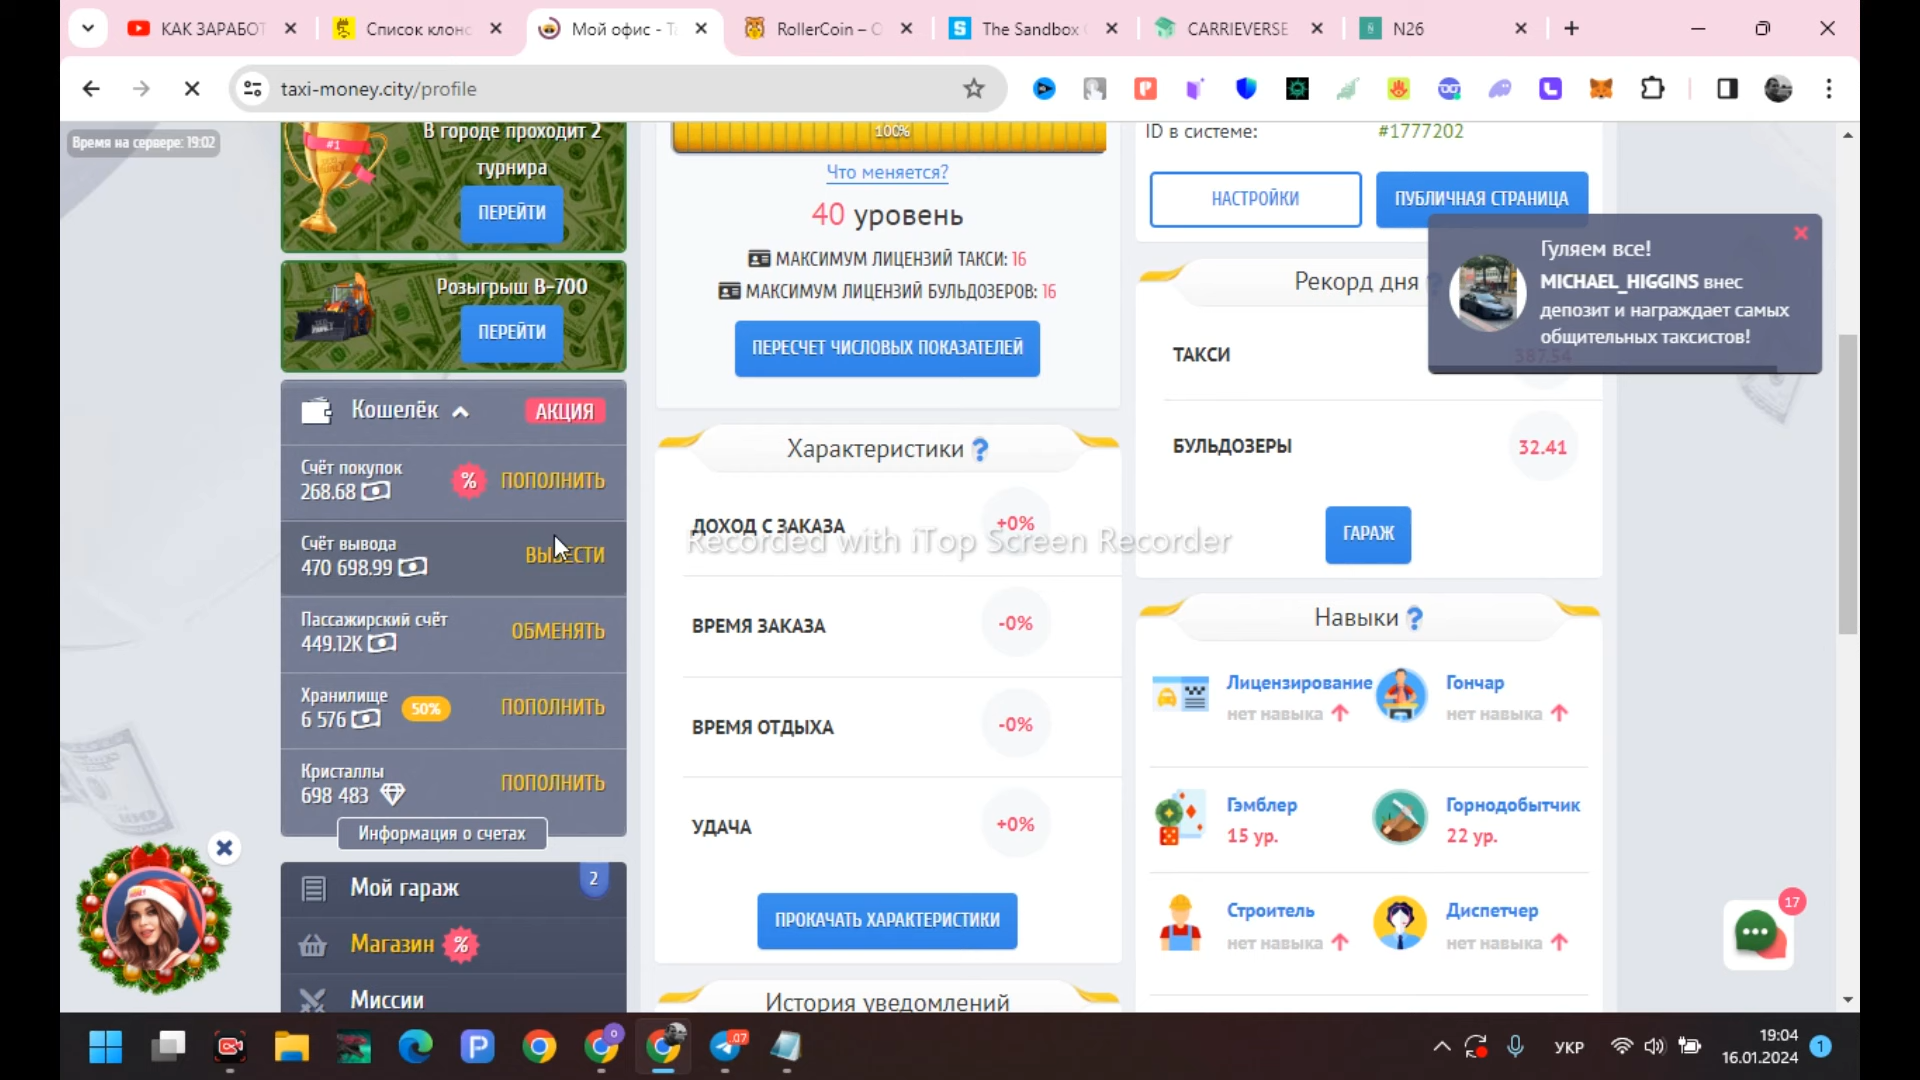 КАК ЗАРАБОТ
Список клоно
Мой офис - Та
RollerCoin – О
The Sandbox
CARRIEVERSE
N26
taxi-money.city/profile
Время на сервере: 19:02
#1
В городе проходит 2
турнира
ПЕРЕЙТИ
Розыгрыш B-700
ПЕРЕЙТИ
Кошелёк
АКЦИЯ
Счёт покупок
268.68
%
ПОПОЛНИТЬ
Счёт вывода
470 698.99
ВЫВЕСТИ
Пассажирский счёт
449.12K
ОБМЕНЯТЬ
Хранилище
6 576
50%
ПОПОЛНИТЬ
Кристаллы
698 483
ПОПОЛНИТЬ
Информация о счетах
Мой гараж
2
Магазин
%
Миссии
100%
Что меняется?
40 уровень
МАКСИМУМ ЛИЦЕНЗИЙ ТАКСИ: 16
МАКСИМУМ ЛИЦЕНЗИЙ БУЛЬДОЗЕРОВ: 16
ПЕРЕСЧЕТ ЧИСЛОВЫХ ПОКАЗАТЕЛЕЙ
Характеристики ?
ДОХОД С ЗАКАЗА
+0%
Recorded with iTop Screen Recorder
ВРЕМЯ ЗАКАЗА
-0%
ВРЕМЯ ОТДЫХА
-0%
УДАЧА
+0%
ПРОКАЧАТЬ ХАРАКТЕРИСТИКИ
История уведомлений
ID в системе:
#1777202
НАСТРОЙКИ
ПУБЛИЧНАЯ СТРАНИЦА
Гуляем все!
MICHAEL_HIGGINS внес
депозит и награждает самых
общительных таксистов!
Рекорд дня ?
ТАКСИ
387.54
БУЛЬДОЗЕРЫ
32.41
ГАРАЖ
Навыки ?
Лицензирование
нет навыка
Гончар
нет навыка
Гэмблер
15 ур.
Горнодобытчик
22 ур.
Строитель
нет навыка
Диспетчер
нет навыка
17
07
УКР
19:04
16.01.2024
1